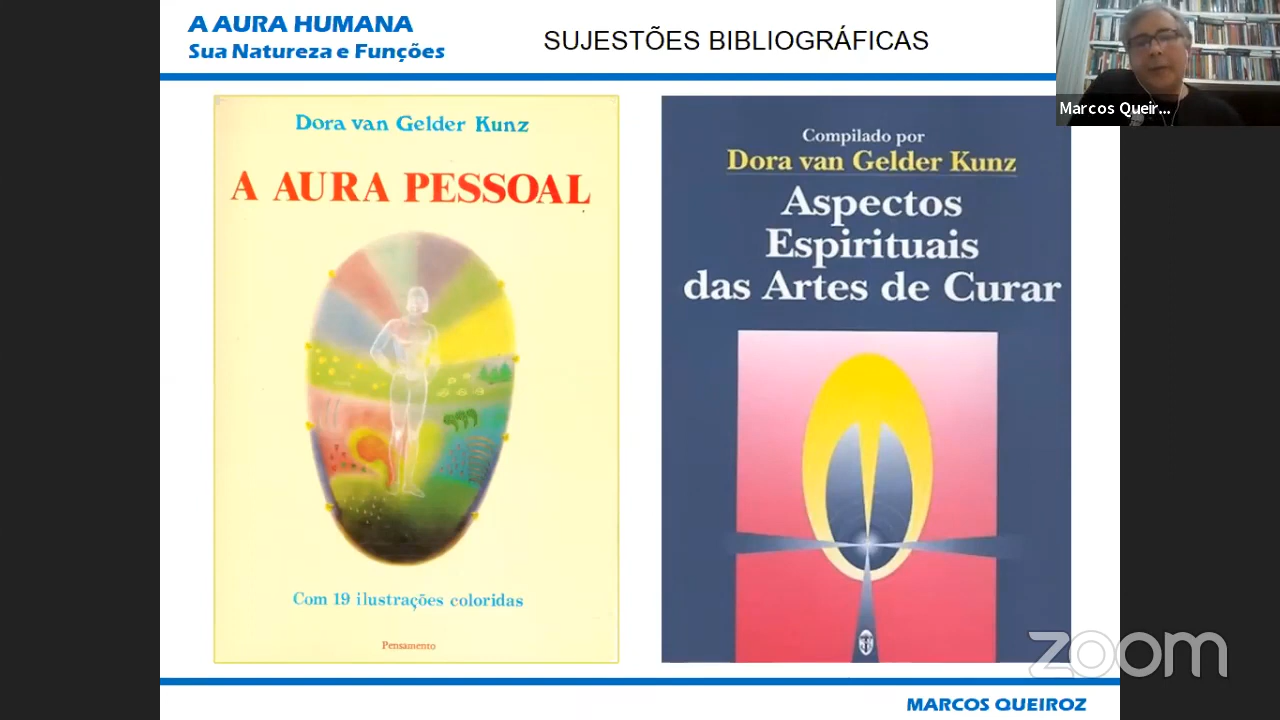 A AURA HUMANA
Sua Natureza e Funções
SUJESTÕES BIBLIOGRÁFICAS
Marcos Queir...
Dora van Gelder Kunz
A AURA PESSOAL
Com 19 ilustrações coloridas
Pensamento
Compilado por
Dora van Gelder Kunz
Aspectos
Espirituais
das Artes de Curar
zoom
MARCOS QUEIROZ